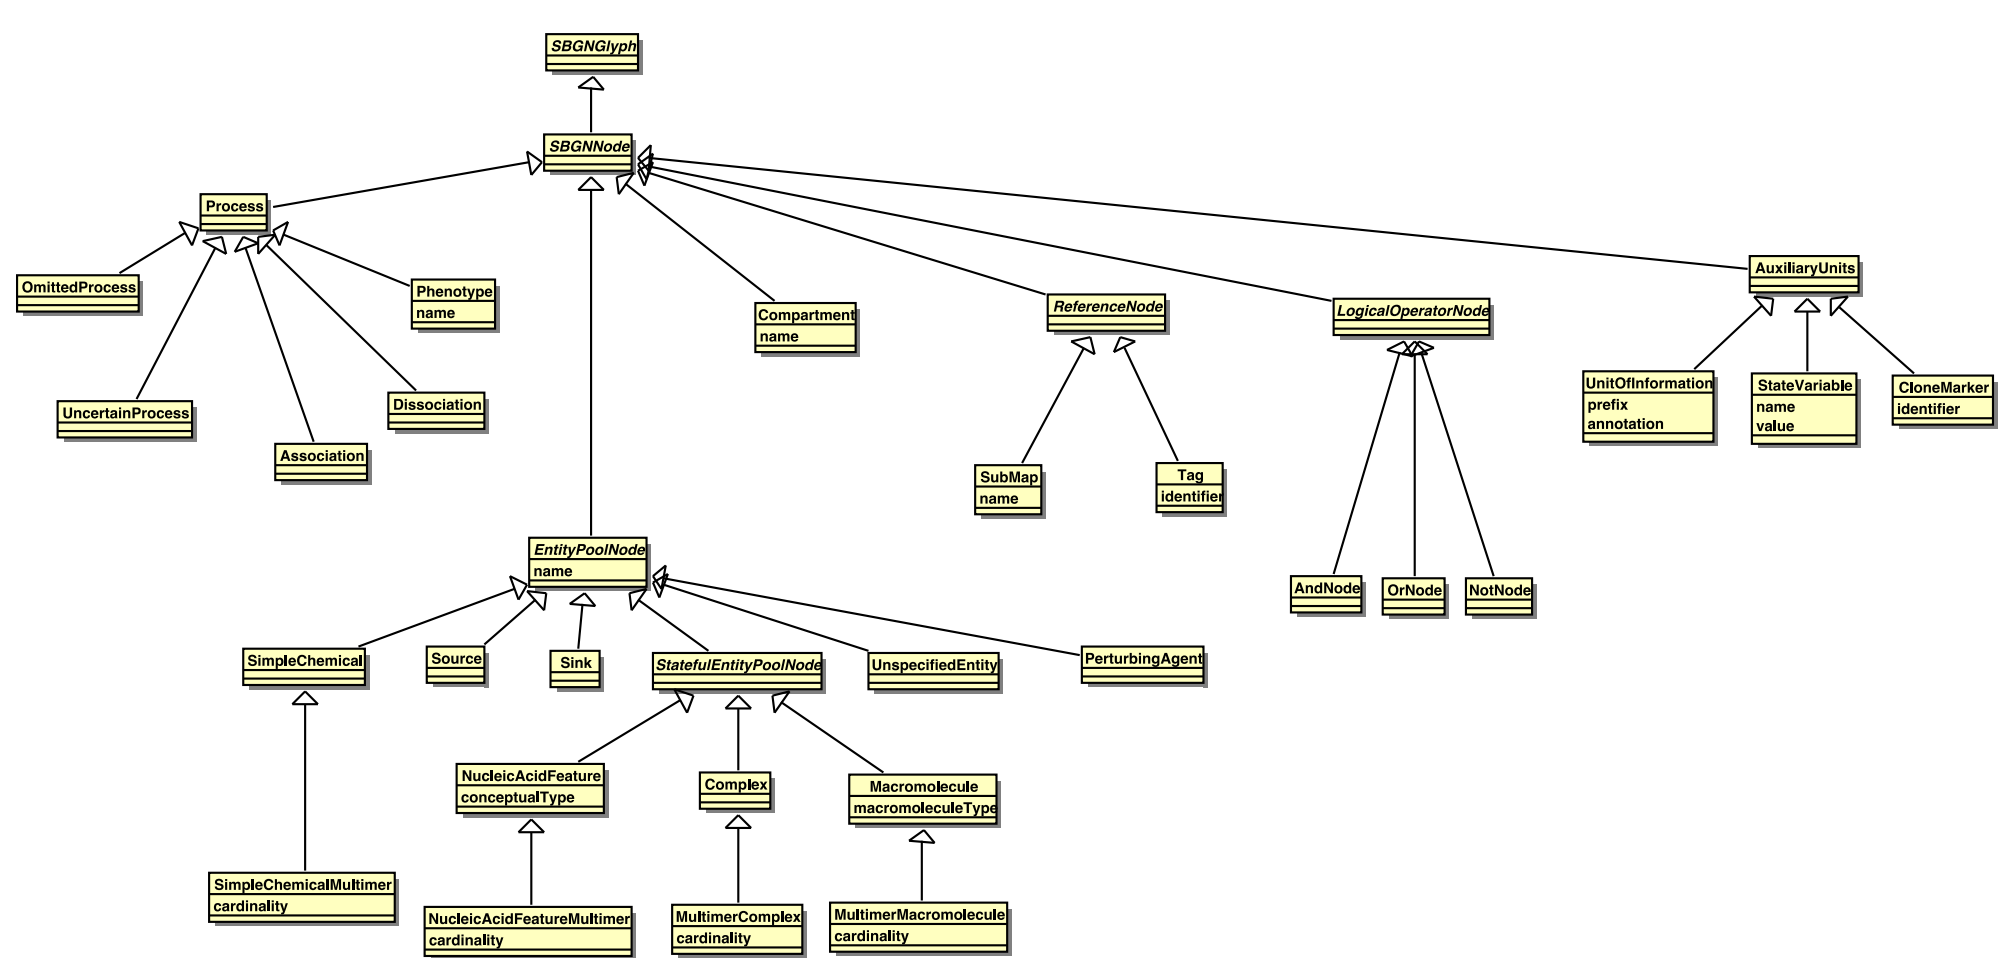 SBGNGlyph
SBGNNode
Process
OmittedProcess
Phenotype
name
UncertainProcess
Association
Dissociation
Compartment
name
ReferenceNode
LogicalOperatorNode
AuxiliaryUnits
UnitOfInformation
prefix
annotation
StateVariable
name
value
CloneMarker
identifier
SubMap
name
Tag
identifier
AndNode
OrNode
NotNode
EntityPoolNode
name
SimpleChemical
Source
Sink
StatefulEntityPoolNode
UnspecifiedEntity
PerturbingAgent
NucleicAcidFeature
conceptualType
Complex
Macromolecule
macromoleculeType
SimpleChemicalMultimer
cardinality
NucleicAcidFeatureMultimer
cardinality
MultimerComplex
cardinality
MultimerMacromolecule
cardinality